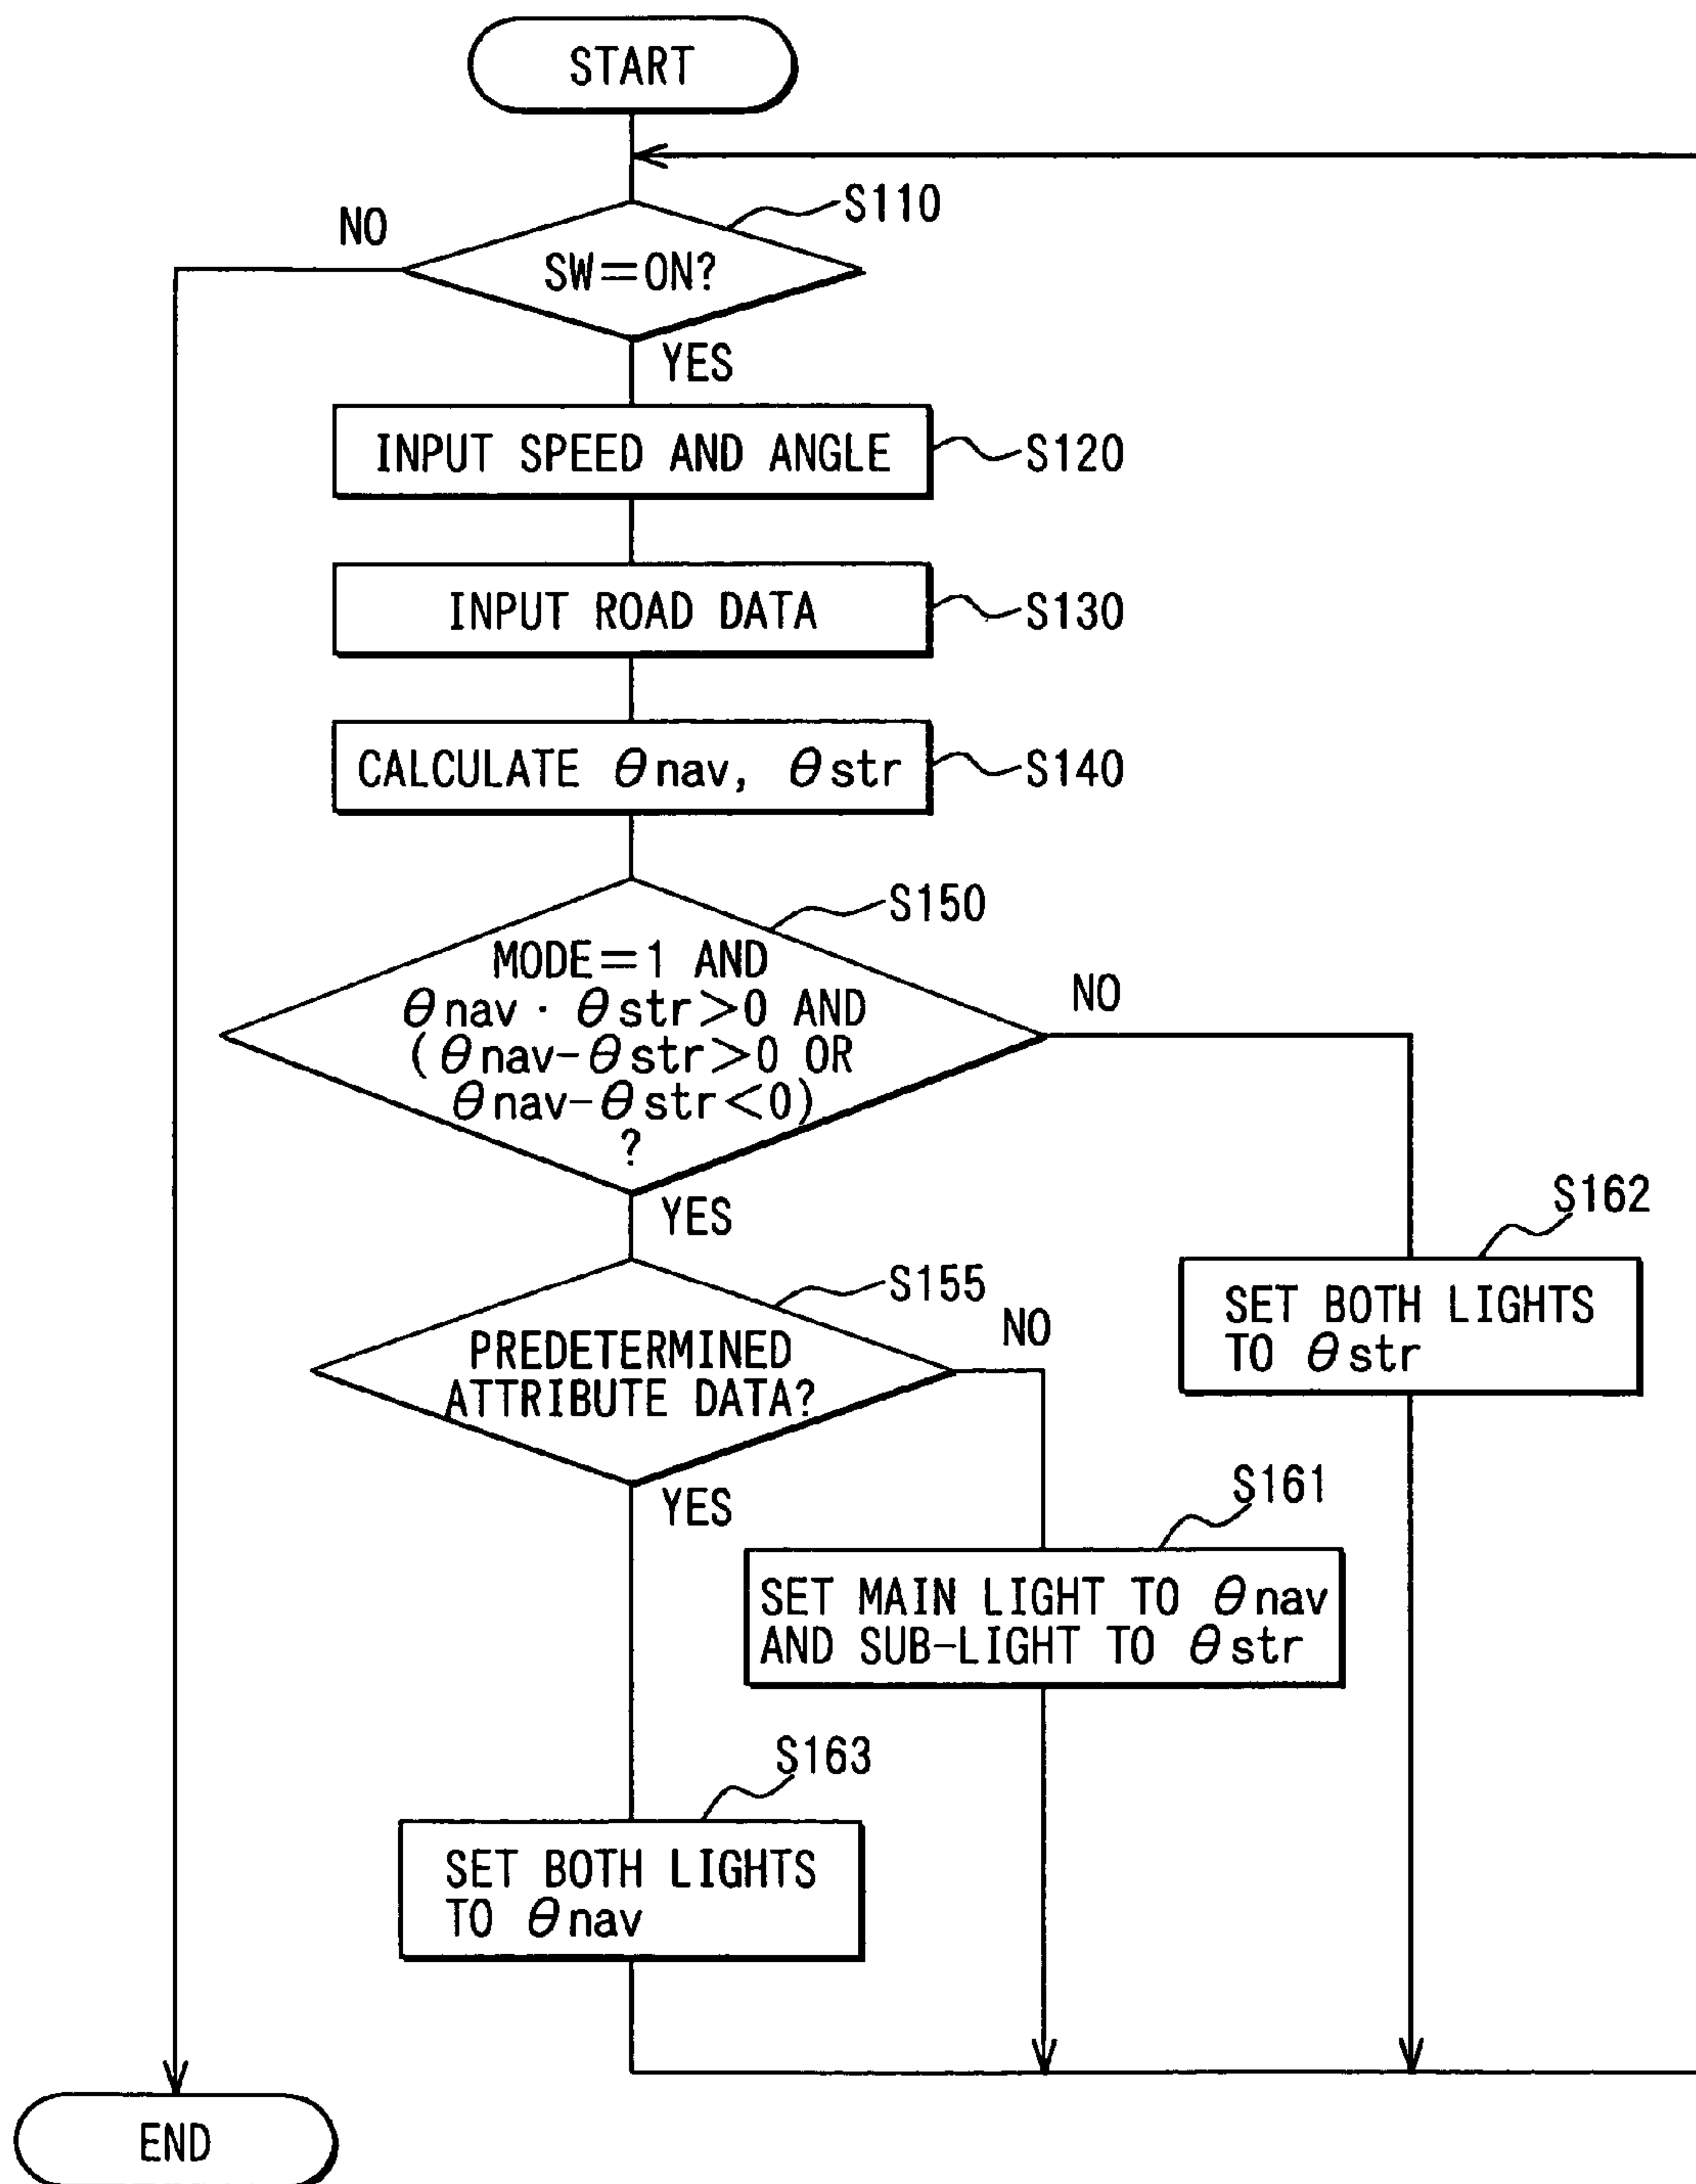 START
S110
NO
SW=ON?
YES
INPUT SPEED AND ANGLE
S120
INPUT ROAD DATA
S130
CALCULATE θnav, θstr
S140
S150
MODE=1 AND
θnav · θstr>0 AND
(θnav-θstr>0 OR
θnav-θstr<0)
?
NO
YES
S162
SET BOTH LIGHTS
TO θstr
S155
NO
PREDETERMINED
ATTRIBUTE DATA?
YES
S161
SET MAIN LIGHT TO θnav
AND SUB-LIGHT TO θstr
S163
SET BOTH LIGHTS
TO θnav
END